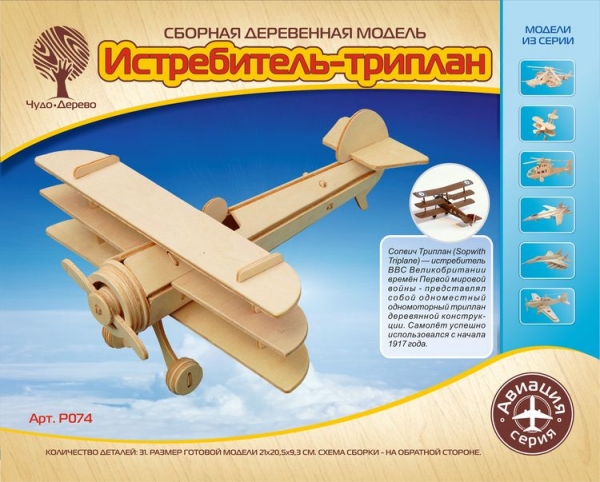 СБОРНАЯ ДЕРЕВЕННАЯ МОДЕЛЬ
Истребитель-триплан
Чудо-Дерево
МОДЕЛИ
ИЗ СЕРИИ
Сопвич Триплан (Sopwith
Triplane) — истребитель
ВВС Великобритании
времён Первой мировой
войны - представлял
собой одноместный
одномоторный триплан
деревянной конструк-
ции. Самолёт успешно
использовался с начала
1917 года.
Арт. P074
Авиация
серия
КОЛИЧЕСТВО ДЕТАЛЕЙ: 31. РАЗМЕР ГОТОВОЙ МОДЕЛИ 21х20,5х9,3 СМ. СХЕМА СБОРКИ - НА ОБРАТНОЙ СТОРОНЕ.